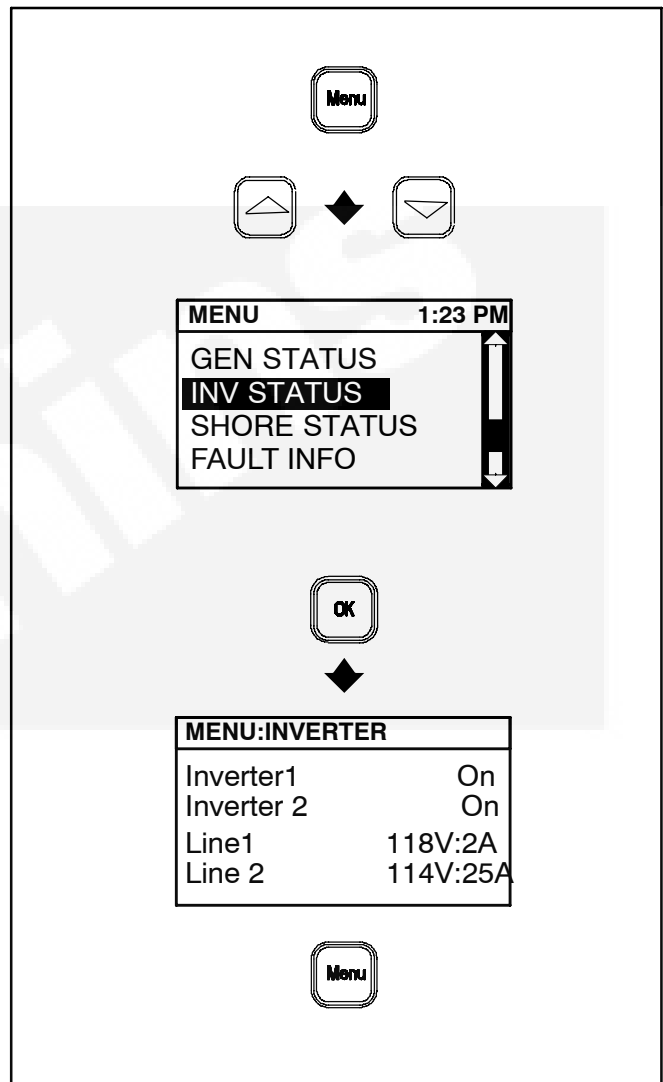 Menu
MENU 1:23 PM
GEN STATUS
INV STATUS
SHORE STATUS
FAULT INFO
OK
MENU:INVERTER
Inverter1 On
Inverter 2 On
Line1 118V:2A
Line 2 114V:25A
Menu